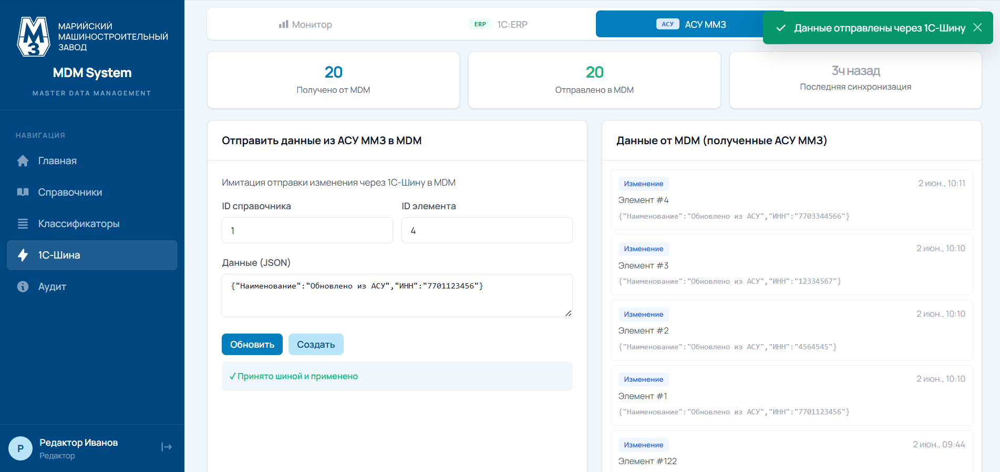 МАРИЙСКИЙ
МАШИНОСТРОИТЕЛЬНЫЙ
ЗАВОД
MDM System
MASTER DATA MANAGEMENT
НАВИГАЦИЯ
Главная
Справочники
Классификаторы
1С-Шина
Аудит
Р
Редактор Иванов
Редактор
Монитор
ERP 1С:ERP
АСУ АСУ ММЗ
Данные отправлены через 1С-Шину
20
Получено от MDM
20
Отправлено в MDM
3ч назад
Последняя синхронизация
Отправить данные из АСУ ММЗ в MDM
Имитация отправки изменения через 1С-Шину в MDM
ID справочника ID элемента
1 4
Данные (JSON)
{"Наименование":"Обновлено из АСУ","ИНН":"7701123456"}
Обновить Создать
✓ Принято шиной и применено
Данные от MDM (полученные АСУ ММЗ)
Изменение 2 июн., 10:11
Элемент #4
{"Наименование":"Обновлено из АСУ","ИНН":"7703344566"}
Изменение 2 июн., 10:10
Элемент #3
{"Наименование":"Обновлено из АСУ","ИНН":"12334567"}
Изменение 2 июн., 10:10
Элемент #2
{"Наименование":"Обновлено из АСУ","ИНН":"4564545"}
Изменение 2 июн., 10:10
Элемент #1
{"Наименование":"Обновлено из АСУ","ИНН":"7701123456"}
Изменение 2 июн., 09:44
Элемент #122